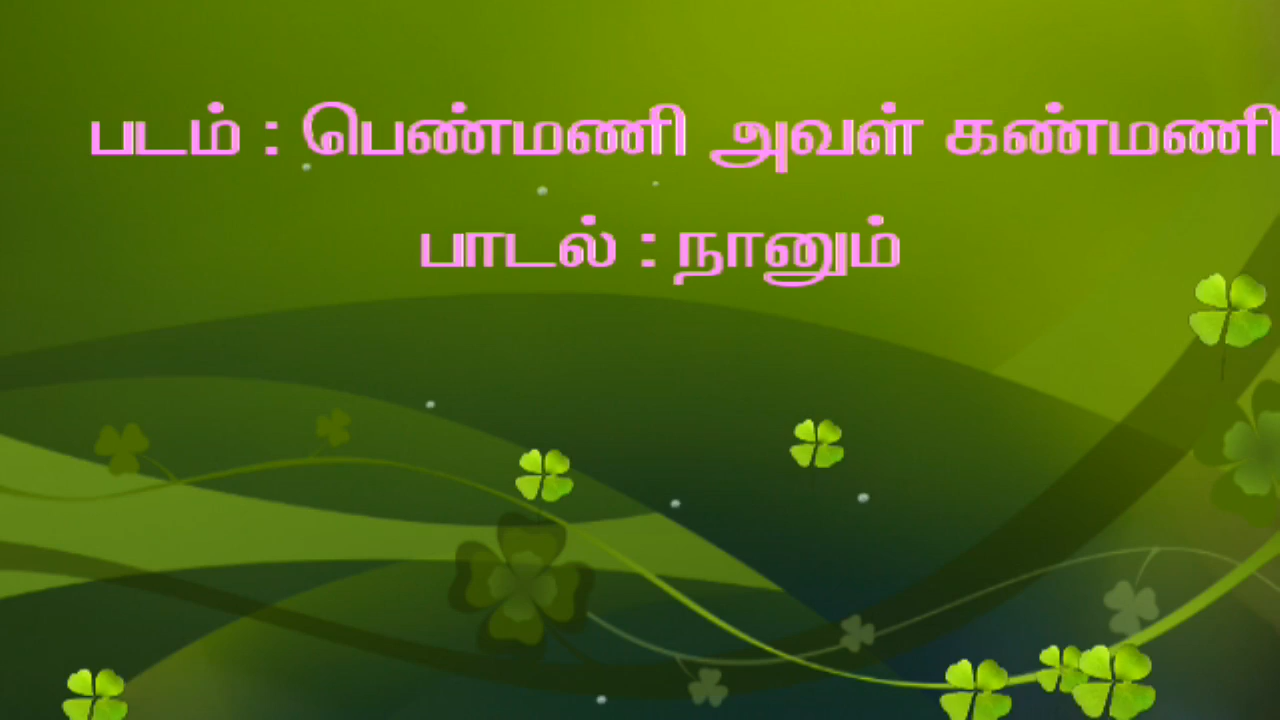 படம் : பெண்மணி அவள் கண்மணி
பாடல் : நானும்